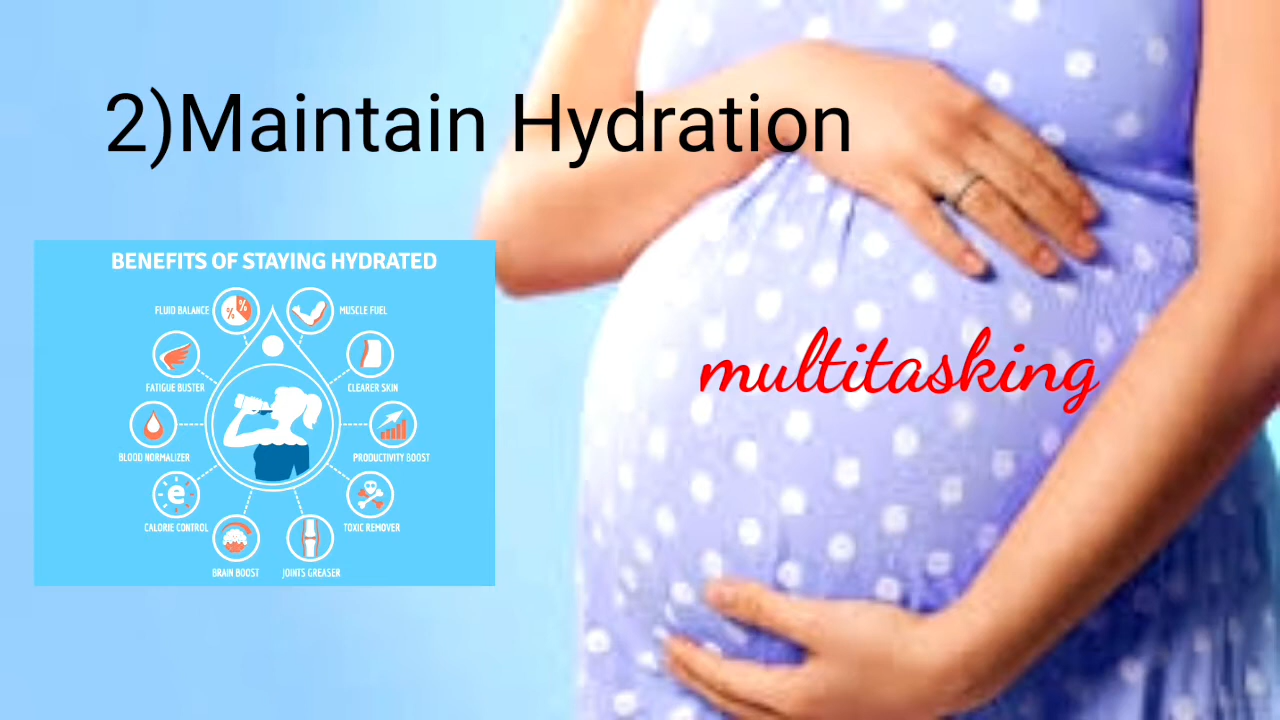 2)Maintain Hydration
BENEFITS OF STAYING HYDRATED
FLUID BALANCE
MUSCLE FUEL
FATIGUE BUSTER
CLEARER SKIN
BLOOD NORMALIZER
PRODUCTIVITY BOOST
CALORIE CONTROL
TOXIC REMOVER
BRAIN BOOST
JOINTS GREASER
% %
e
multitasking